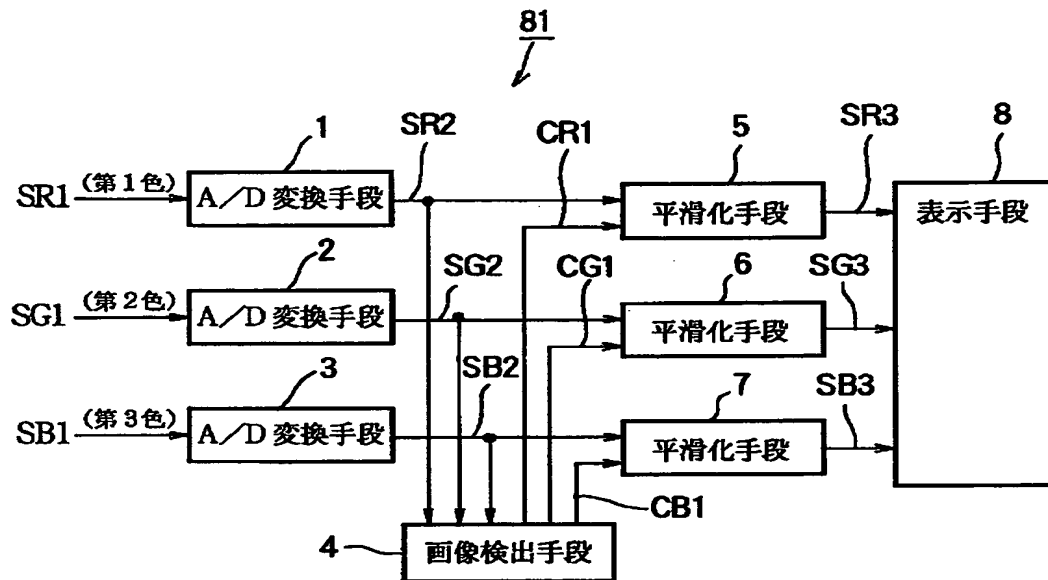 81
1 SR2 CR1 5 SR3 8
SR1 (第1色) A/D変換手段 平滑化手段 表示手段
2 SG2 CG1 6 SG3
SG1 (第2色) A/D変換手段 平滑化手段
3 SB2 7 SB3
SB1 (第3色) A/D変換手段 平滑化手段
CB1
4 画像検出手段